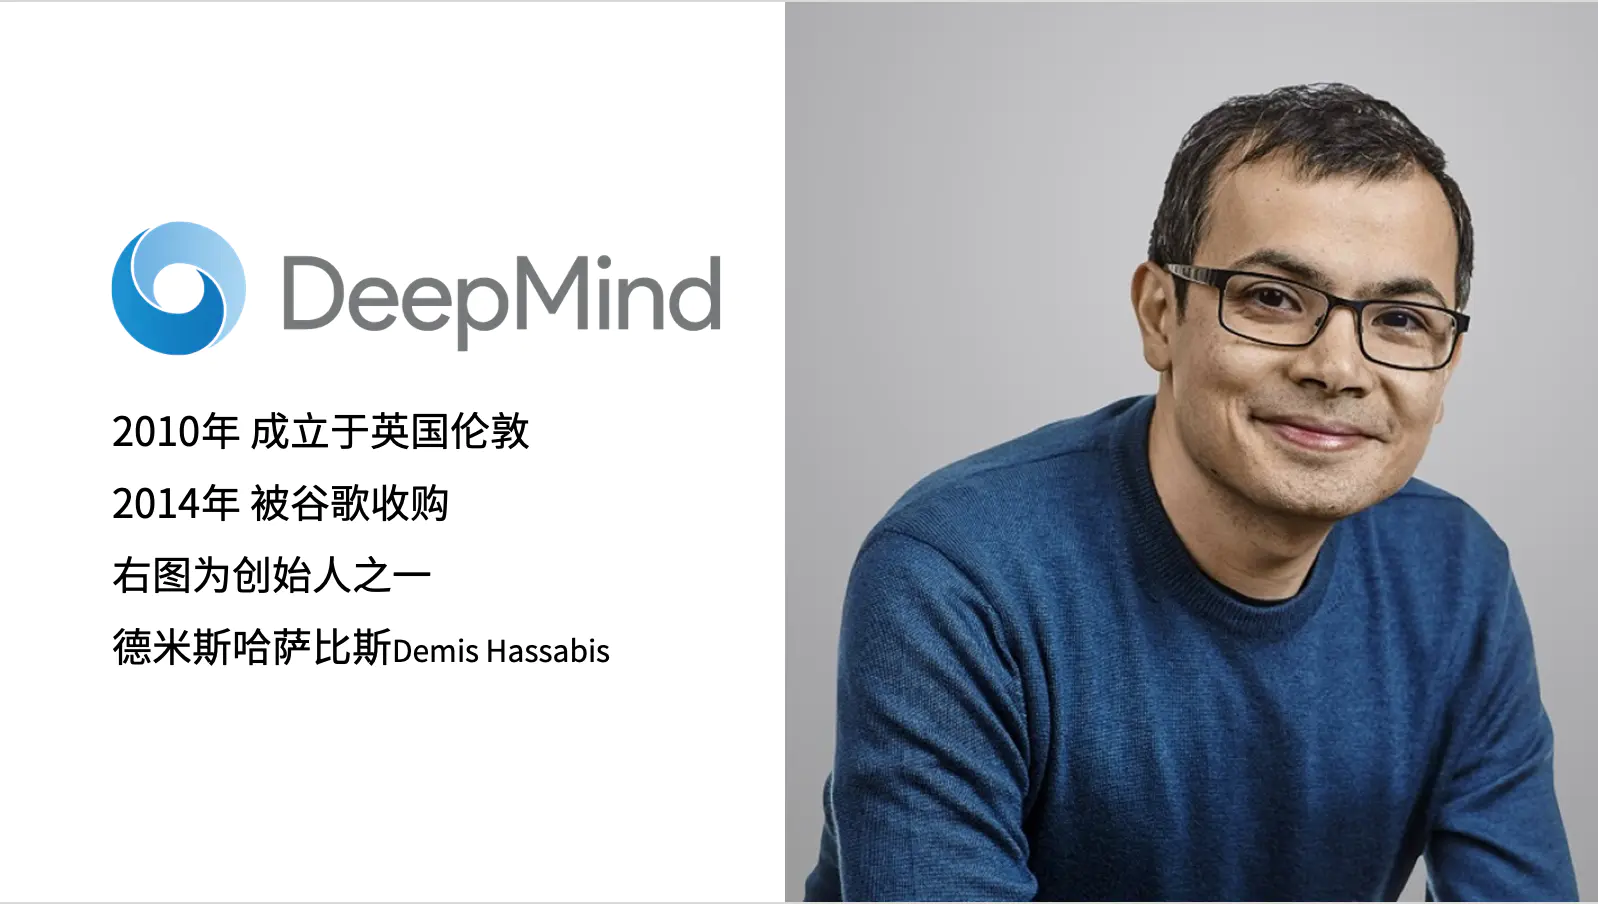 DeepMind
2010年 成立于英国伦敦
2014年 被谷歌收购
右图为创始人之一
德米斯哈萨比斯Demis Hassabis